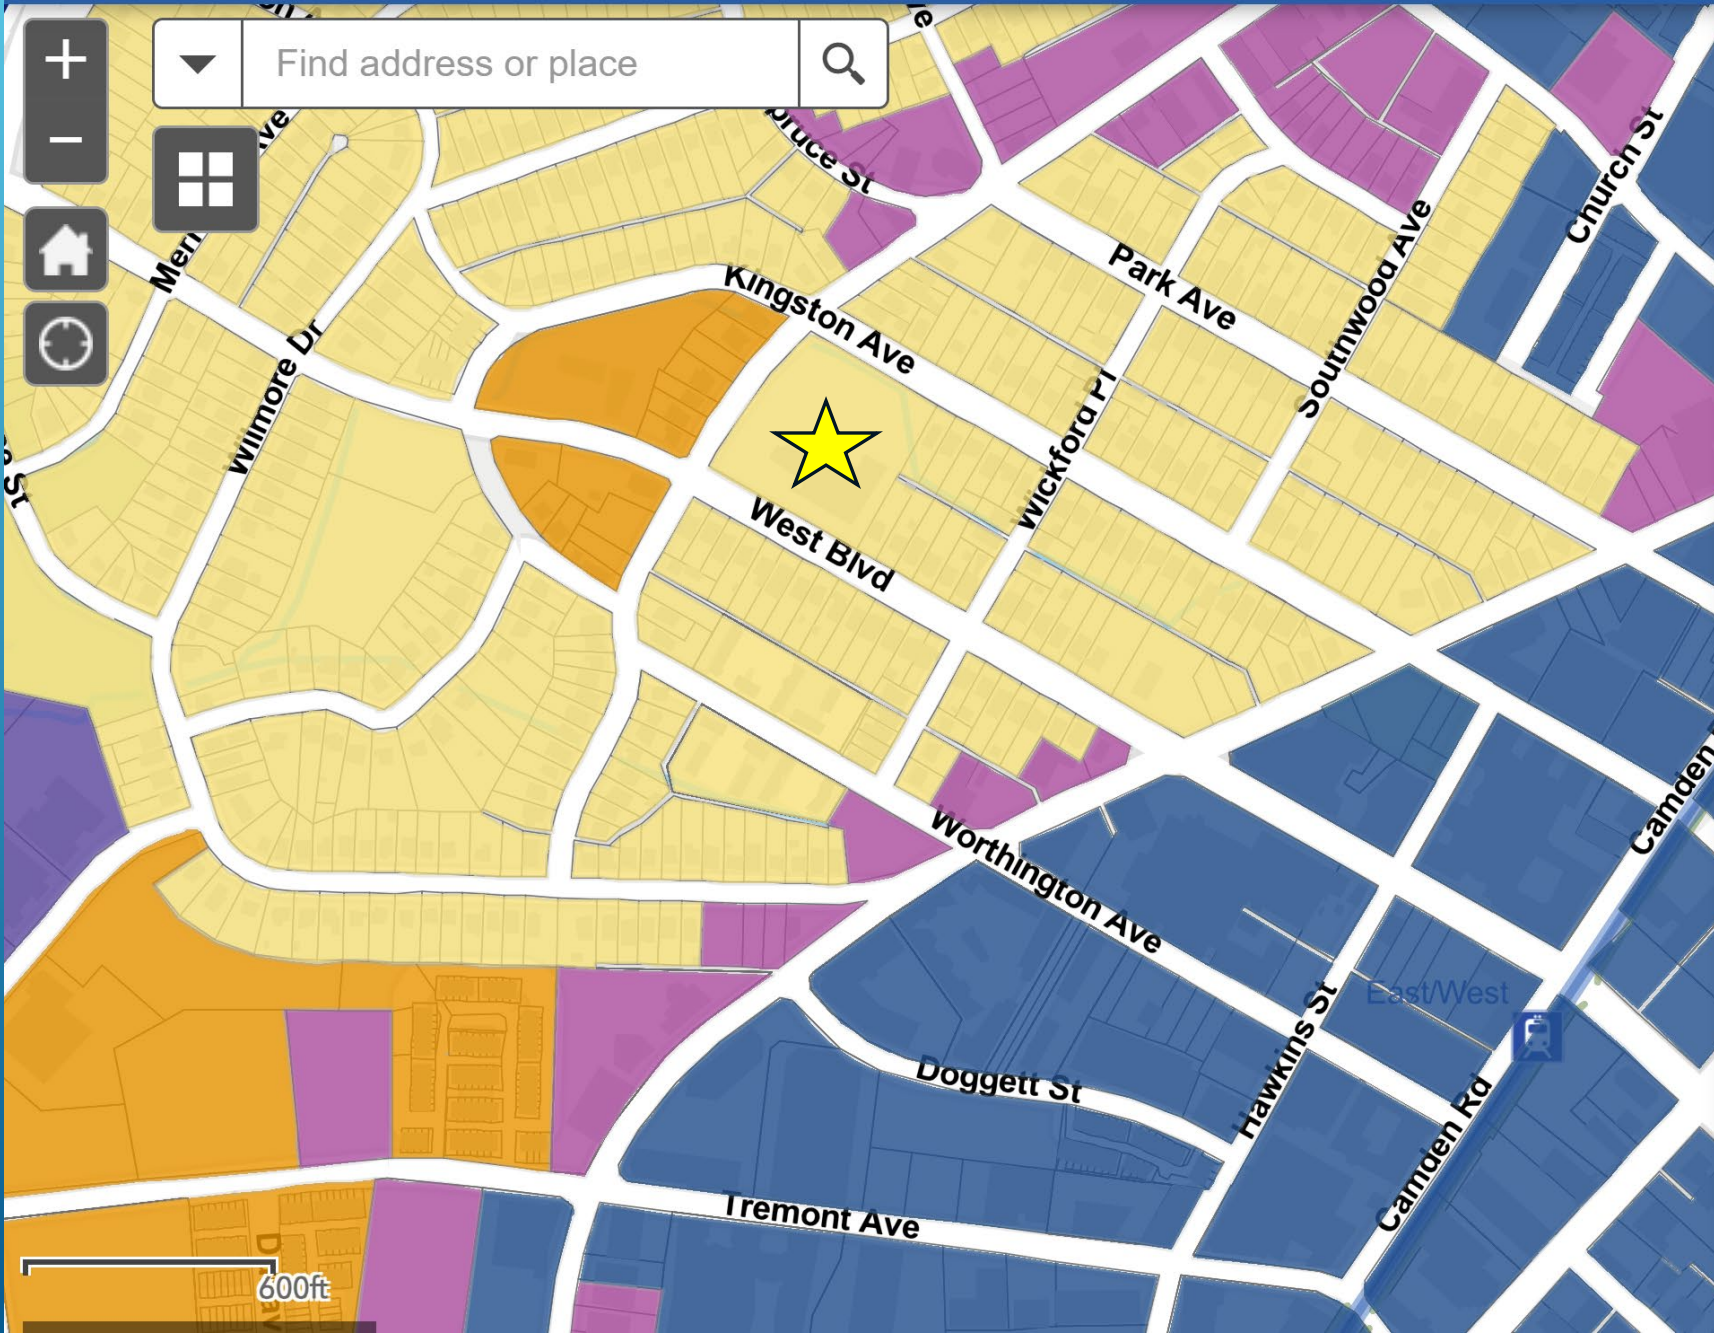 Find address or place
Church St
Kingston Ave
Park Ave
Southwood Ave
Wilmore Dr
Wickford Pl
West Blvd
Camden
Worthington Ave
East/West
Hawkins St
Doggett St
Camden Rd
Tremont Ave
600ft